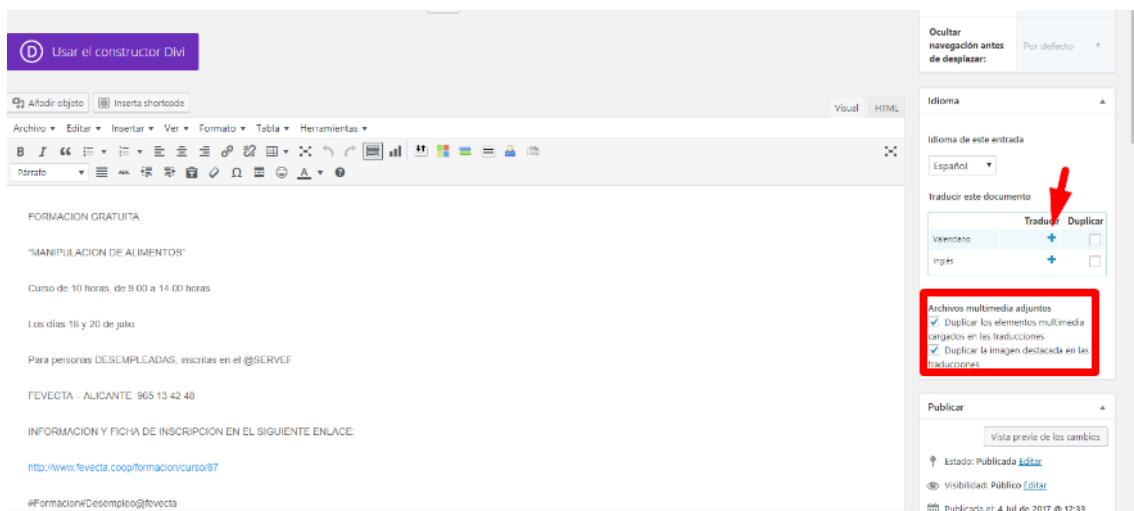 Ocultar
navegación antes
de desplazar:
Por defecto
Usar el constructor Divi
Añadir objeto
Inserta shortcode
Visual HTML
Archivo Editar Insertar Ver Formato Tabla Herramientas
B I
Párrafo
ABC
Ω
A
FORMACION GRATUITA
"MANIPULACION DE ALIMENTOS"
Curso de 10 horas, de 9.00 a 14.00 horas
Los días 18 y 20 de julio
Para personas DESEMPLEADAS, inscritas en el @SERVEF
FEVECTA – ALICANTE 965 13 42 48
INFORMACION Y FICHA DE INSCRIPCION EN EL SIGUIENTE ENLACE:
http://www.fevecta.coop/formacion/curso/87
#Formacion#Desempleo@fevecta
Idioma
Idioma de este entrada
Español
Traducir este documento
Traducir Duplicar
Valenciano
Inglés
Archivos multimedia adjuntos
Duplicar los elementos multimedia
cargados en las traducciones
Duplicar la imagen destacada en las
traducciones
Publicar
Vista previa de los cambios
Estado: Publicada Editar
Visibilidad: Público Editar
Publicada el: 4 Jul de 2017 @ 12:33